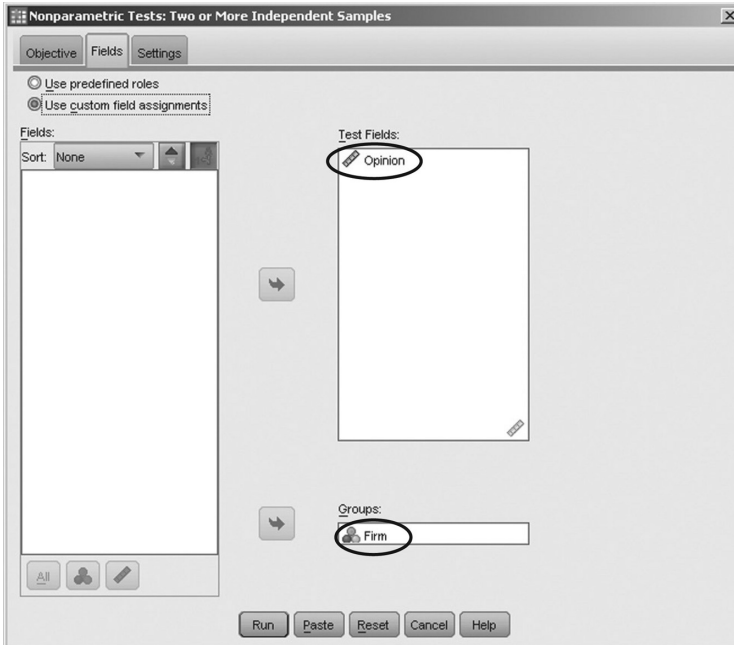 Nonparametric Tests: Two or More Independent Samples
Objective Fields Settings
Use predefined roles
Use custom field assignments
Fields:
Sort: None
Test Fields:
Opinion
Groups:
Firm
All
Run Paste Reset Cancel Help